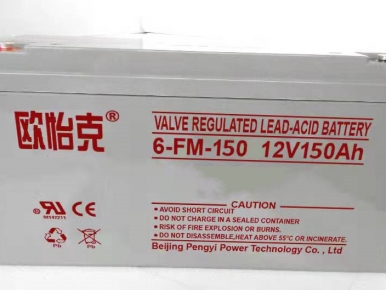 欧怡克®
VALVE REGULATED LEAD-ACID BATTERY
6-FM-150 12V150Ah
CAUTION
AVOID SHORT CIRCUIT
DO NOT CHARGE IN A SEALED CONTAINER
RISK OF FIRE EXPLOSION OR BURNS.
DO NOT DISASSEMBLE,HEAT ABOVE 55°C OR INCINERATE.
Beijing Pengyi Power Technology Co., Ltd.
Pb
Pb